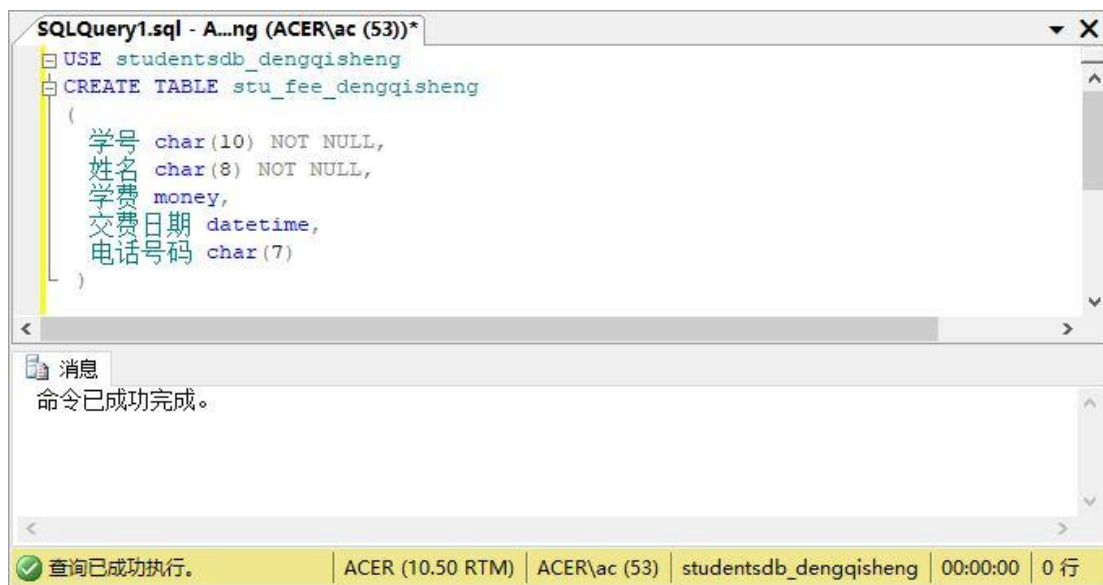 SQLQuery1.sql - A...ng (ACER\ac (53))*
USE studentsdb_dengqisheng
CREATE TABLE stu_fee_dengqisheng
(
学号 char(10) NOT NULL,
姓名 char(8) NOT NULL,
学费 money,
交费日期 datetime,
电话号码 char(7)
)
消息
命令已成功完成。
查询已成功执行。 ACER (10.50 RTM) ACER\ac (53) studentsdb_dengqisheng 00:00:00 0 行